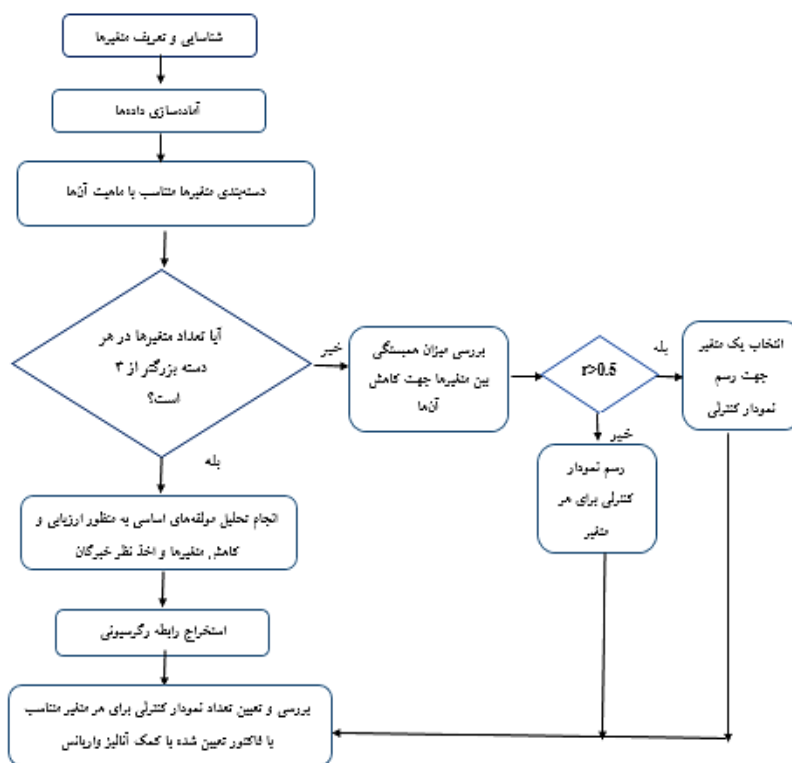 شناسایی و تعریف متغیرها
آماده‌سازی داده‌ها
دسته‌بندی متغیرها متناسب با ماهیت آن‌ها
آیا تعداد متغیرها در هر
دسته بزرگتر از ۳
است؟
خیر
بررسی میزان همبستگی
بین متغیرها جهت کاهش
آن‌ها
r>0.5
بله
انتخاب یک متغیر
جهت رسم
نمودار کنترلی
خیر
رسم نمودار
کنترلی برای هر
متغیر
بله
انجام تحلیل مولفه‌های اساسی به منظور ارزیابی و
کاهش متغیرها و اخذ نظر خبرگان
استخراج رابطه رگرسیونی
بررسی و تعیین تعداد نمودار کنترلی برای هر متغیر متناسب
با فاکتور تعیین شده با کمک آنالیز واریانس